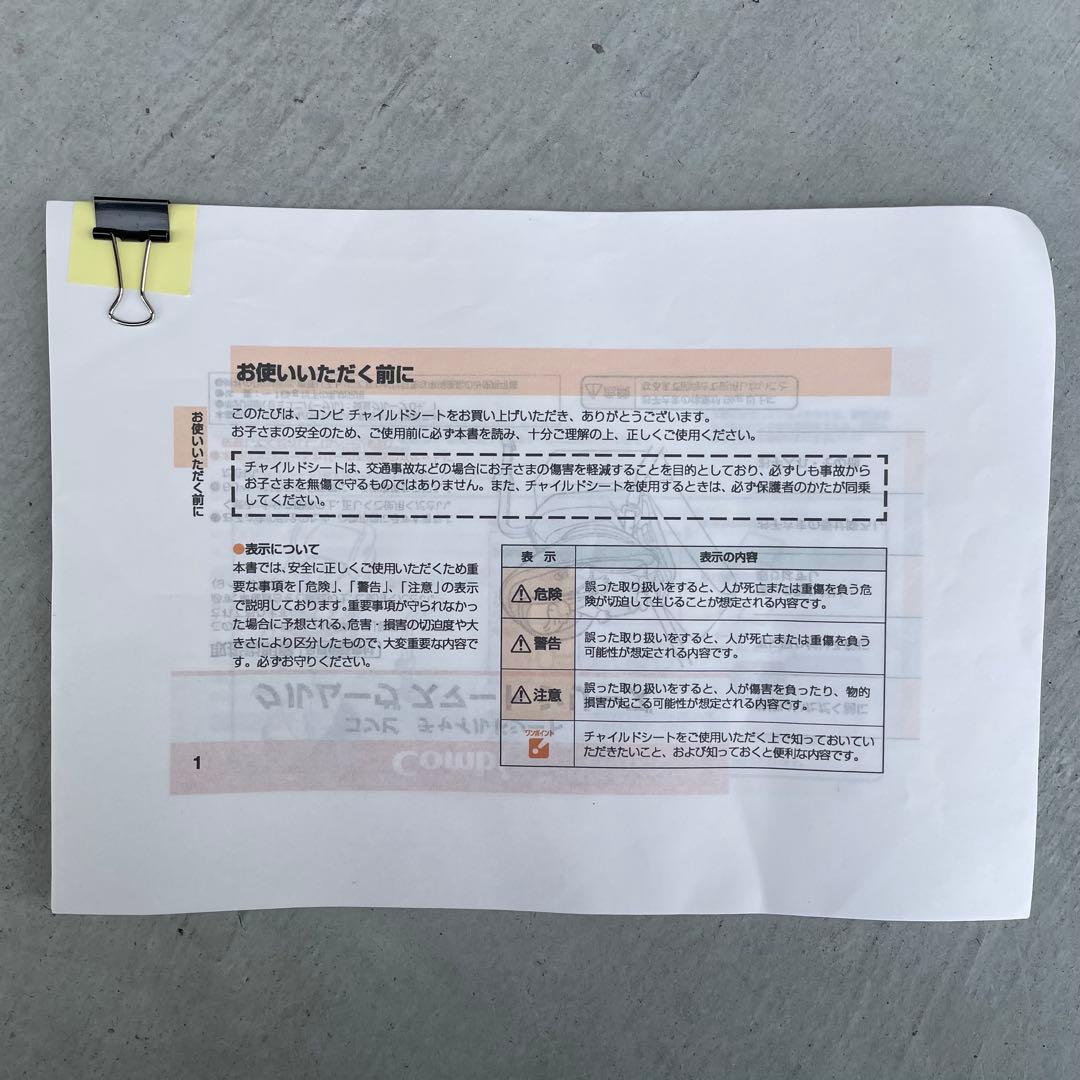 お使いいただく前に
お使いいただく前に
このたびは、コンビ チャイルドシートをお買い上げいただき、ありがとうございます。
お子さまの安全のため、ご使用前に必ず本書を読み、十分ご理解の上、正しくご使用ください。
チャイルドシートは、交通事故などの場合にお子さまの傷害を軽減することを目的としており、必ずしも事故から
お子さまを無傷で守るものではありません。また、チャイルドシートを使用するときは、必ず保護者のかたが同乗
してください。
●表示について
本書では、安全に正しくご使用いただくため重
要な事項を「危険」、「警告」、「注意」の表示
で説明しております。重要事項が守られなかっ
た場合に予想される、危害・損害の切迫度や大
きさにより区分したもので、大変重要な内容で
す。必ずお守りください。
表 示 表示の内容
危険 誤った取り扱いをすると、人が死亡または重傷を負う危
険が切迫して生じることが想定される内容です。
警告 誤った取り扱いをすると、人が死亡または重傷を負う
可能性が想定される内容です。
注意 誤った取り扱いをすると、人が傷害を負ったり、物的
損害が起こる可能性が想定される内容です。
ワンポイント チャイルドシートをご使用いただく上で知っておいてい
ただきたいこと、および知っておくと便利な内容です。
1
コンビ チャイルドシート
クルムーヴ スマー
Combi